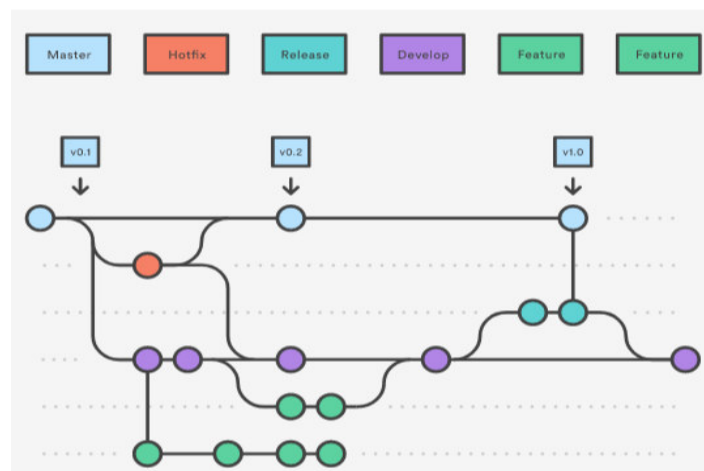 Master
Hotfix
Release
Develop
Feature
Feature
v0.1
v0.2
v1.0